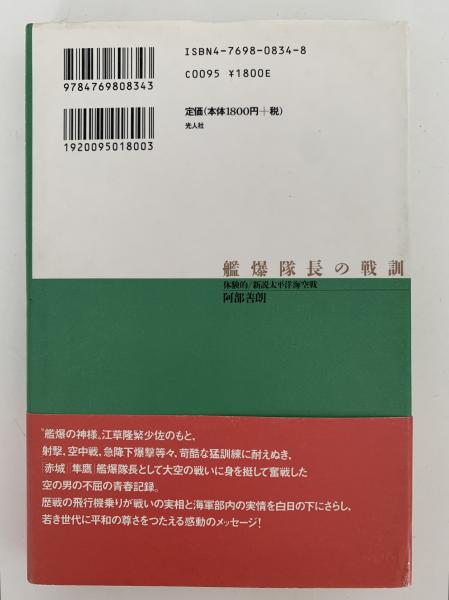 ISBN4-7698-0834-8
C0095 ¥1800E
9784769808343
定価(本体1800円+税)
光人社
1920095018003
艦爆隊長の戦訓
体験的/新説太平洋海空戦
阿部善朗
〝艦爆の神様〟江草隆繁少佐のもと、
射撃、空中戦、急降下爆撃等々、苛酷な猛訓練に耐えぬき、
「赤城」「隼鷹」艦爆隊長として大空の戦いに身を挺して奮戦した
空の男の不屈の青春記録。
歴戦の飛行機乗りが戦いの実相と海軍部内の実情を白日の下にさらし、
若き世代に平和の尊さをつたえる感動のメッセージ!